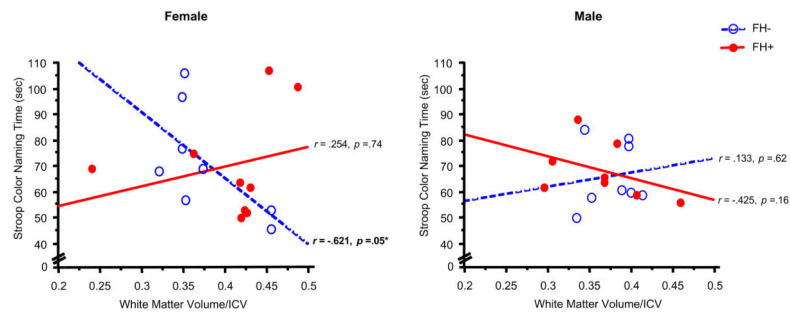 Female
Male
FH-
FH+
Stroop Color Naming Time (sec)
110
100
90
80
70
60
50
40
0
0.2 0.25 0.3 0.35 0.4 0.45 0.5
White Matter Volume/ICV
r = .254, p =.74
r = -.621, p =.05*
Stroop Color Naming Time (sec)
110
100
90
80
70
60
50
40
0
0.2 0.25 0.3 0.35 0.4 0.45 0.5
White Matter Volume/ICV
r = .133, p =.62
r = -.425, p =.16